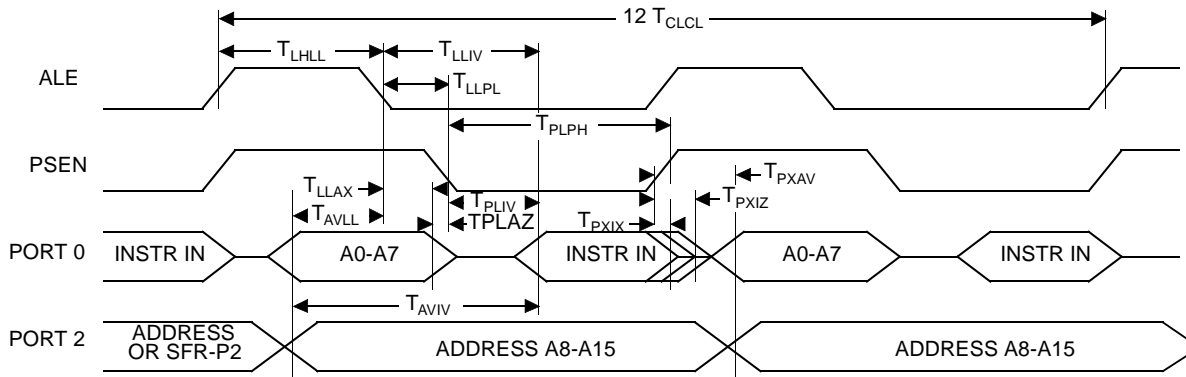 12 TCLCL
TLHLL TLLIV
ALE TLLPL
TPLPH
PSEN
TLLAX TPLIV TPXAV
TAVLL TPLAZ TPXIX TPXIZ
PORT 0 INSTR IN A0-A7 INSTR IN A0-A7 INSTR IN
TAVIV
PORT 2 ADDRESS OR SFR-P2 ADDRESS A8-A15 ADDRESS A8-A15